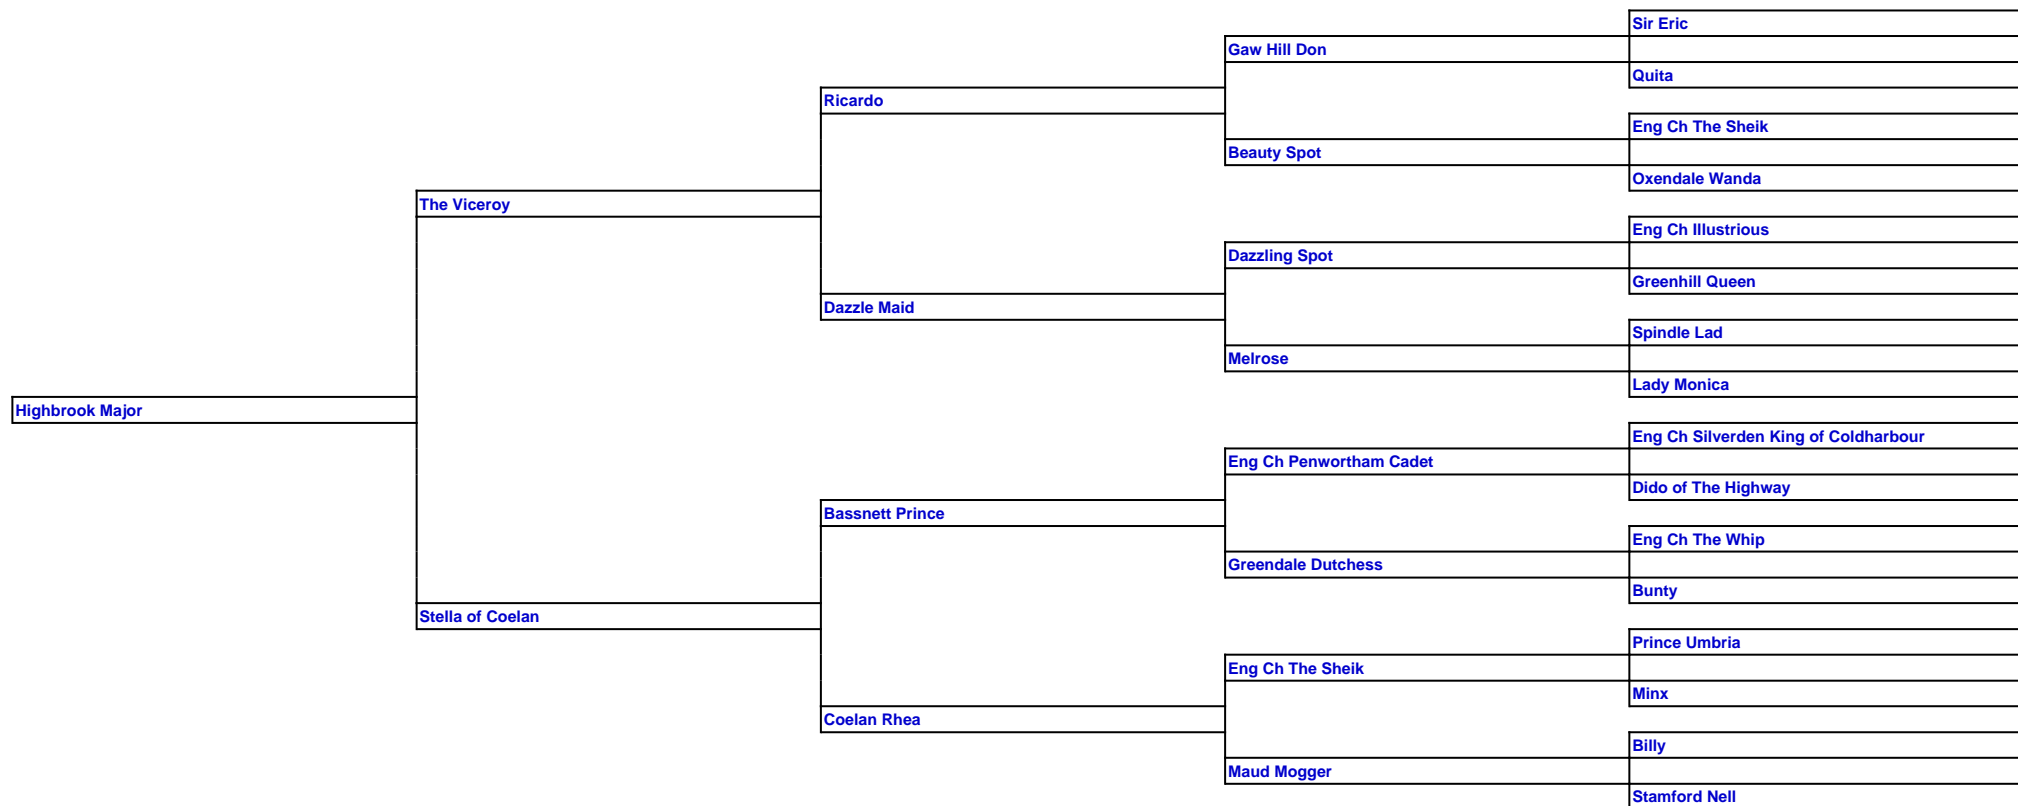 Sir Eric
Gaw Hill Don
Quita
Ricardo
Eng Ch The Sheik
Beauty Spot
Oxendale Wanda
The Viceroy
Eng Ch Illustrious
Dazzling Spot
Greenhill Queen
Dazzle Maid
Spindle Lad
Melrose
Lady Monica
Highbrook Major
Eng Ch Silverden King of Coldharbour
Eng Ch Penwortham Cadet
Dido of The Highway
Bassnett Prince
Eng Ch The Whip
Greendale Dutchess
Bunty
Stella of Coelan
Prince Umbria
Eng Ch The Sheik
Minx
Coelan Rhea
Billy
Maud Mogger
Stamford Nell